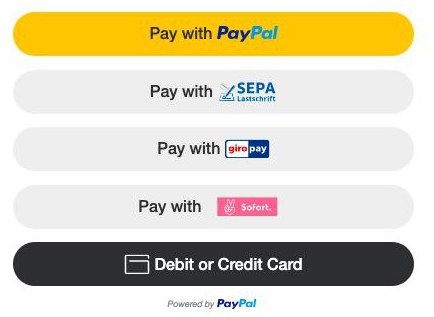 Pay with PayPal
Pay with SEPA Lastschrift
Pay with giropay
Pay with Sofort.
Debit or Credit Card
Powered by PayPal